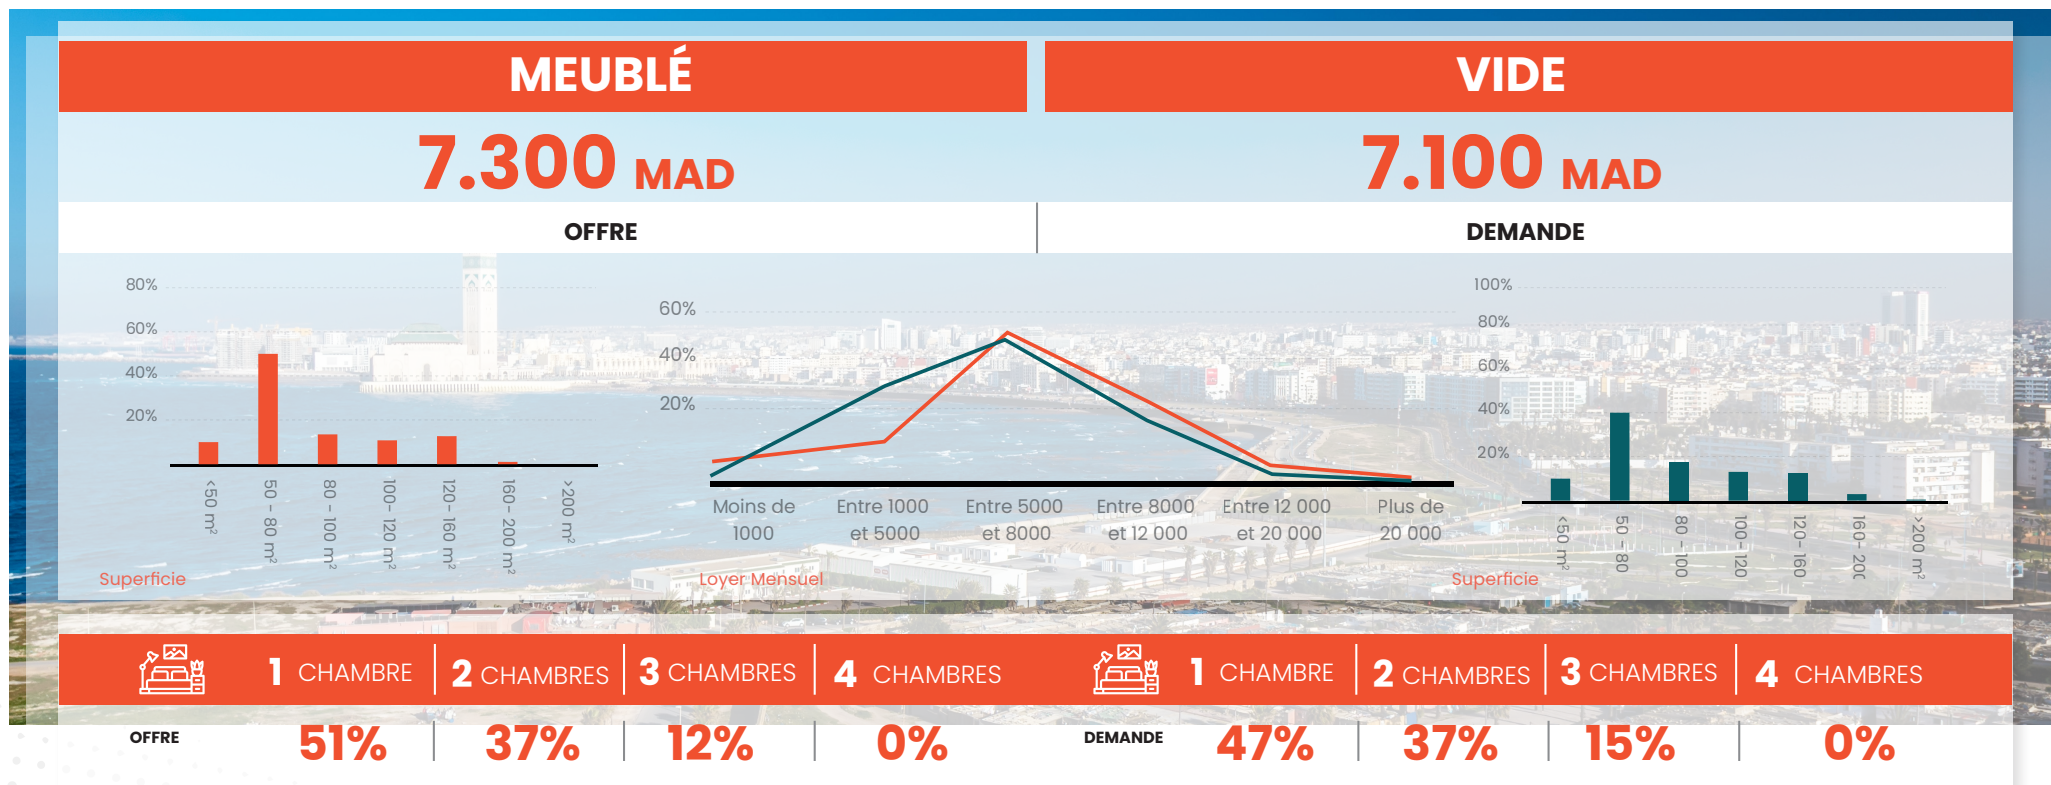 MEUBLÉ
VIDE
7.300 MAD
7.100 MAD
OFFRE
DEMANDE
80%
60%
40%
20%
<50 m²
50 - 80 m²
80 - 100 m²
100- 120 m²
120 - 160 m²
160 - 200 m²
>200 m²
Superficie
60%
40%
20%
Moins de
1000
Entre 1000
et 5000
Entre 5000
et 8000
Entre 8000
et 12 000
Entre 12 000
et 20 000
Plus de
20 000
Loyer Mensuel
100%
80%
60%
40%
20%
<50 m²
50 - 80
80 - 100
100- 120
120- 160
160- 200
>200 m²
Superficie
1 CHAMBRE
2 CHAMBRES
3 CHAMBRES
4 CHAMBRES
1 CHAMBRE
2 CHAMBRES
3 CHAMBRES
4 CHAMBRES
OFFRE
51%
37%
12%
0%
DEMANDE
47%
37%
15%
0%